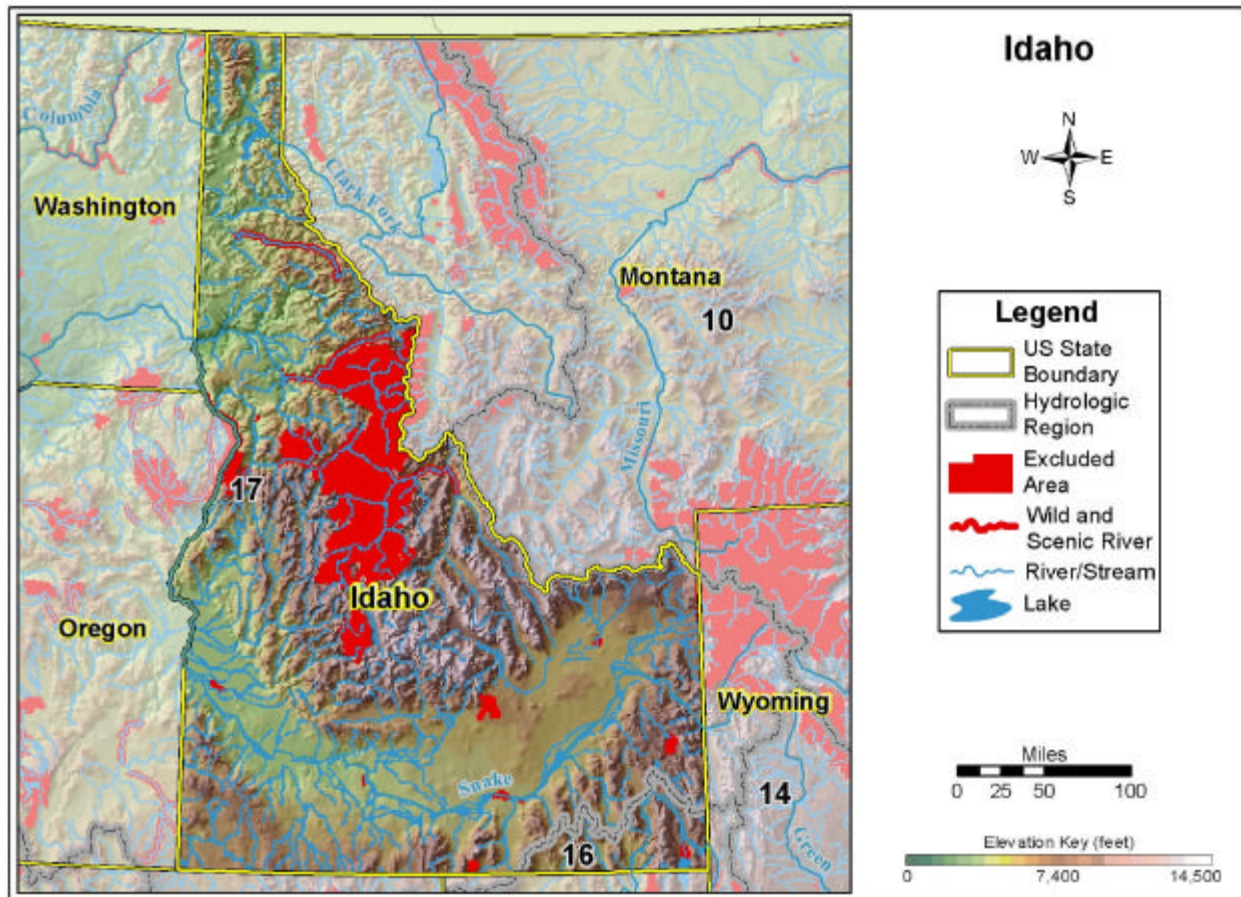 Idaho
N
W E
S
Columbia
Washington
Clark Fork
Montana
10
Missouri
17
Idaho
Oregon
Wyoming
Snake
14
16
Green
Legend
US State
Boundary
Hydrologic
Region
Excluded
Area
Wild and
Scenic River
River/Stream
Lake
Miles
0 25 50 100
Elevation Key (feet)
0 7,400 14,500